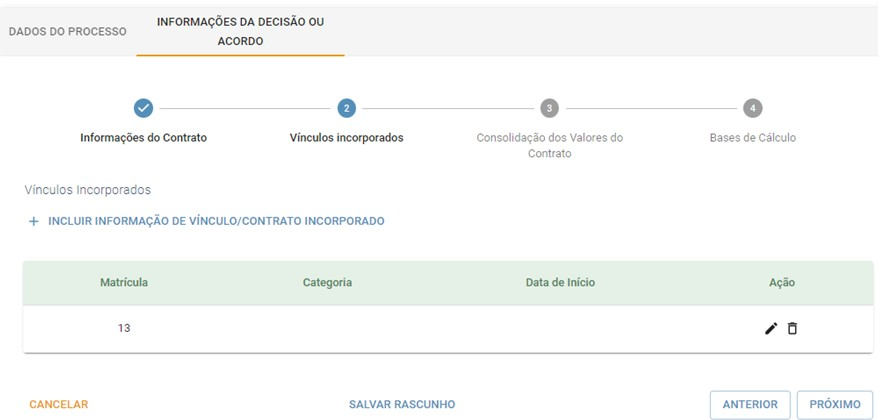 DADOS DO PROCESSO
INFORMAÇÕES DA DECISÃO OU
ACORDO
2
3
4
Informações do Contrato
Vínculos incorporados
Consolidação dos Valores do
Contrato
Bases de Cálculo
Vínculos Incorporados
+ INCLUIR INFORMAÇÃO DE VÍNCULO/CONTRATO INCORPORADO
Matrícula Categoria Data de Início Ação
13
CANCELAR SALVAR RASCUNHO ANTERIOR PRÓXIMO